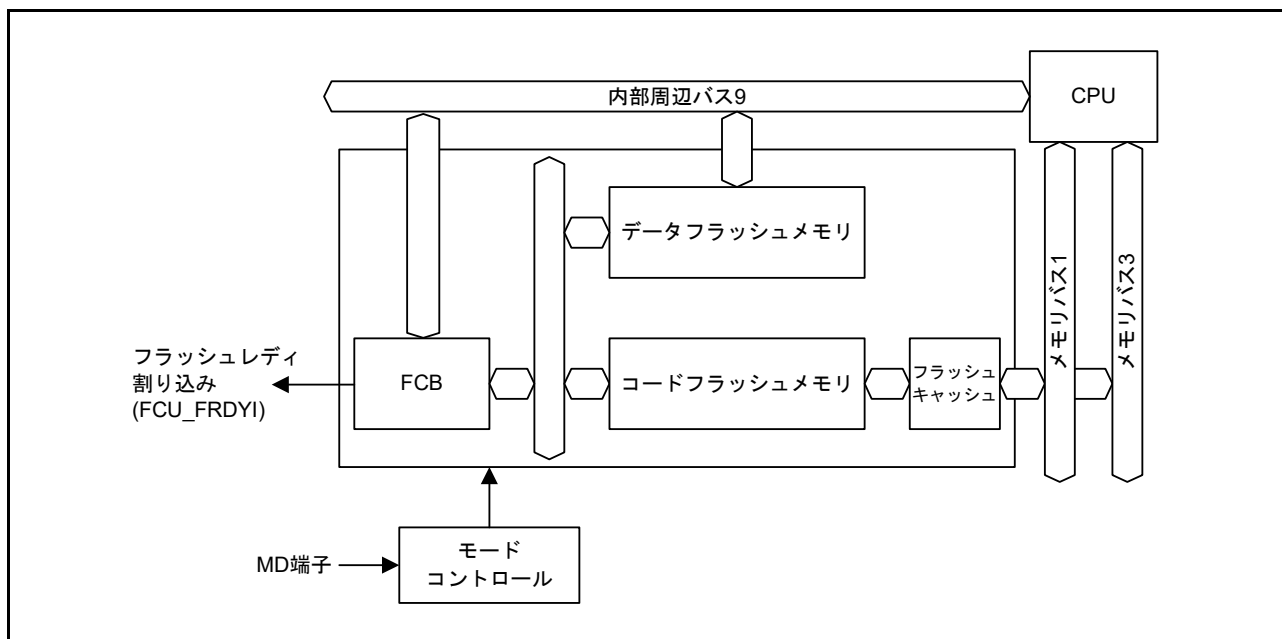 内部周辺バス9
CPU
データフラッシュメモリ
メモリバス1
メモリバス3
フラッシュレディ
割り込み
(FCU_FRDYI)
FCB
コードフラッシュメモリ
フラッシュ
キャッシュ
MD端子
モード
コントロール